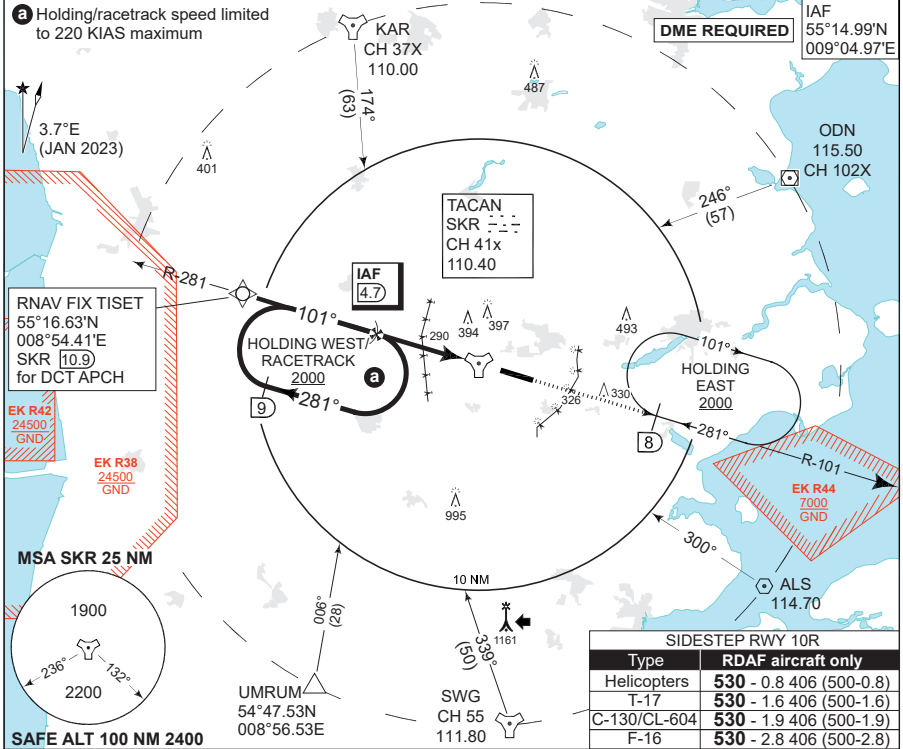 a Holding/racetrack speed limited
to 220 KIAS maximum
KAR
CH 37X
110.00
DME REQUIRED
IAF
55°14.99'N
009°04.97'E
3.7°E
(JAN 2023)
401
174°
(63)
487
ODN
115.50
CH 102X
246°
(57)
TACAN
SKR
CH 41x
110.40
R-281
IAF
4.7
RNAV FIX TISET
55°16.63'N
008°54.41'E
SKR 10.9
for DCT APCH
101°
HOLDING WEST/
RACETRACK
2000
a
281°
9
290
394
397
493
326
330
101°
HOLDING
EAST
2000
281°
8
R-101
EK R42
24500
GND
EK R38
24500
GND
EK R44
7000
GND
995
300°
ALS
114.70
MSA SKR 25 NM
1900
236°
132°
2200
SAFE ALT 100 NM 2400
10 NM
006°
(28)
UMRUM
54°47.53N
008°56.53E
339°
(50)
1161
SWG
CH 55
111.80
SIDESTEP RWY 10R
Type RDAF aircraft only
Helicopters 530 - 0.8 406 (500-0.8)
T-17 530 - 1.6 406 (500-1.6)
C-130/CL-604 530 - 1.9 406 (500-1.9)
F-16 530 - 2.8 406 (500-2.8)